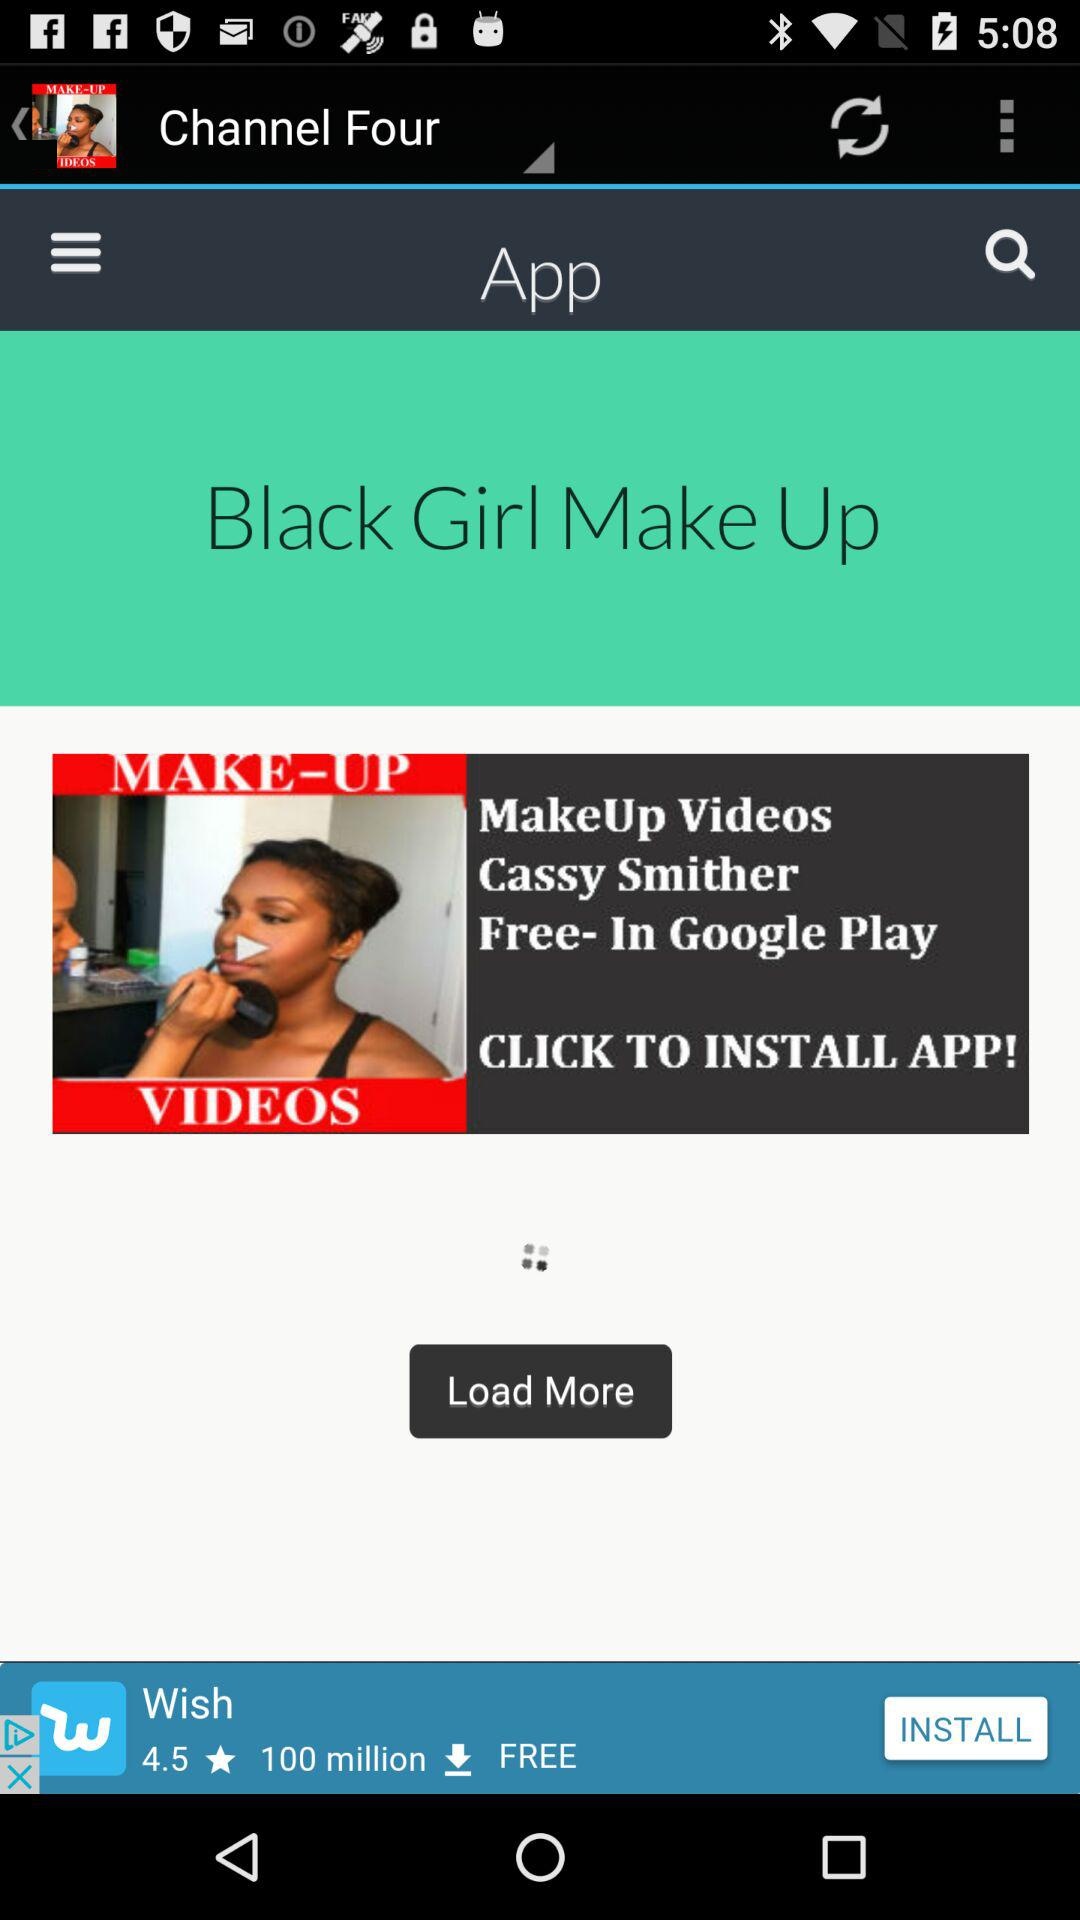 FAKE
5:08
MAKE-UP
IDEOS
Channel Four
App
Black Girl Make Up
MAKE-UP
VIDEOS
MakeUp Videos
Cassy Smither
Free- In Google Play
CLICK TO INSTALL APP!
Load More
Wish
4.5 100 million FREE
INSTALL